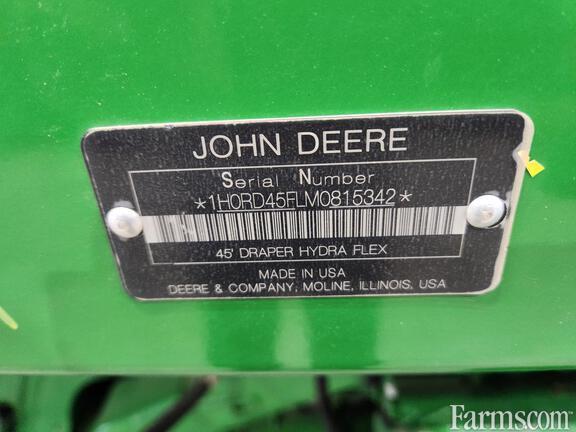 JOHN DEERE
Serial Number
*1H0RD45FLM0815342*
45' DRAPER HYDRA FLEX
MADE IN USA
DEERE & COMPANY, MOLINE, ILLINOIS, USA
Farms.com